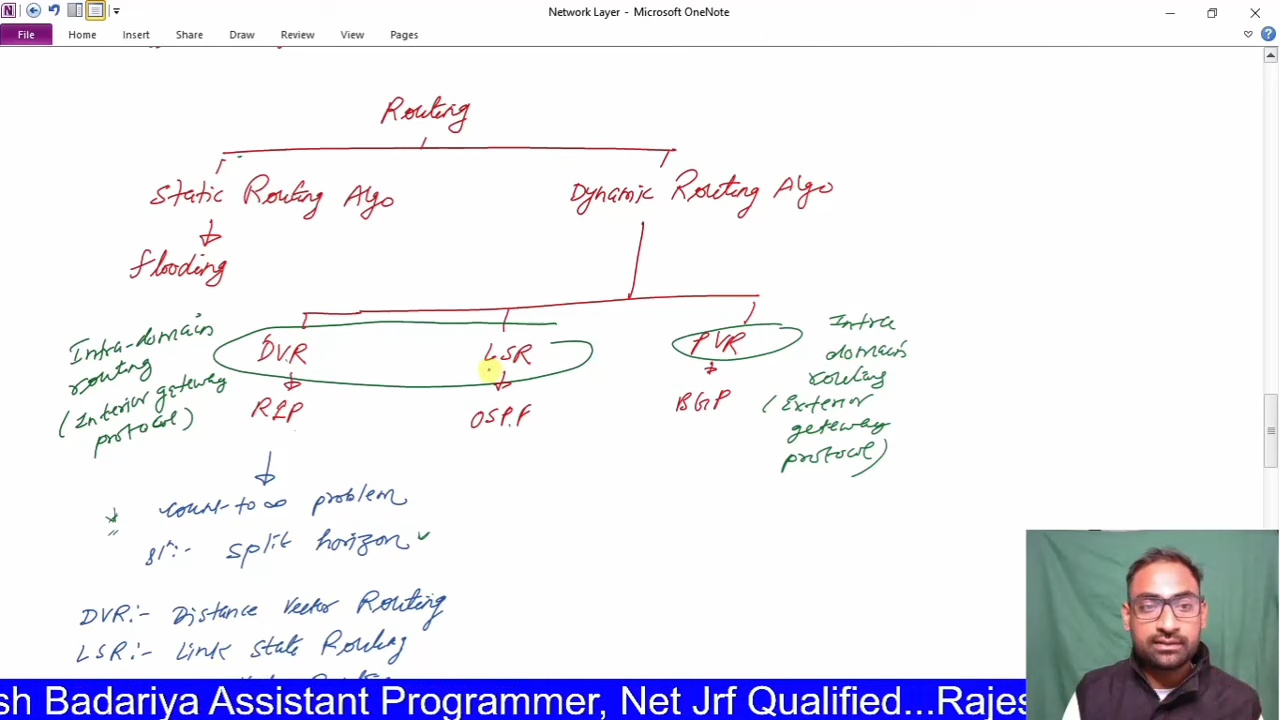 Network Layer - Microsoft OneNote
File Home Insert Share Draw Review View Pages
Routing
Static Routing Algo
Dynamic Routing Algo
flooding
Intra-domain
routing
(Interior gateway
protocol)
DVR
LSR
PVR
RIP
OSPF
BGP
Intra
domain
routing
(Exterior
geteway
protocol)
count-to ∞ problem
Sln:- split horizon ✓
DVR:- Distance Vector Routing
LSR:- Link State Routing
sh Badariya Assistant Programmer, Net Jrf Qualified...Rajes